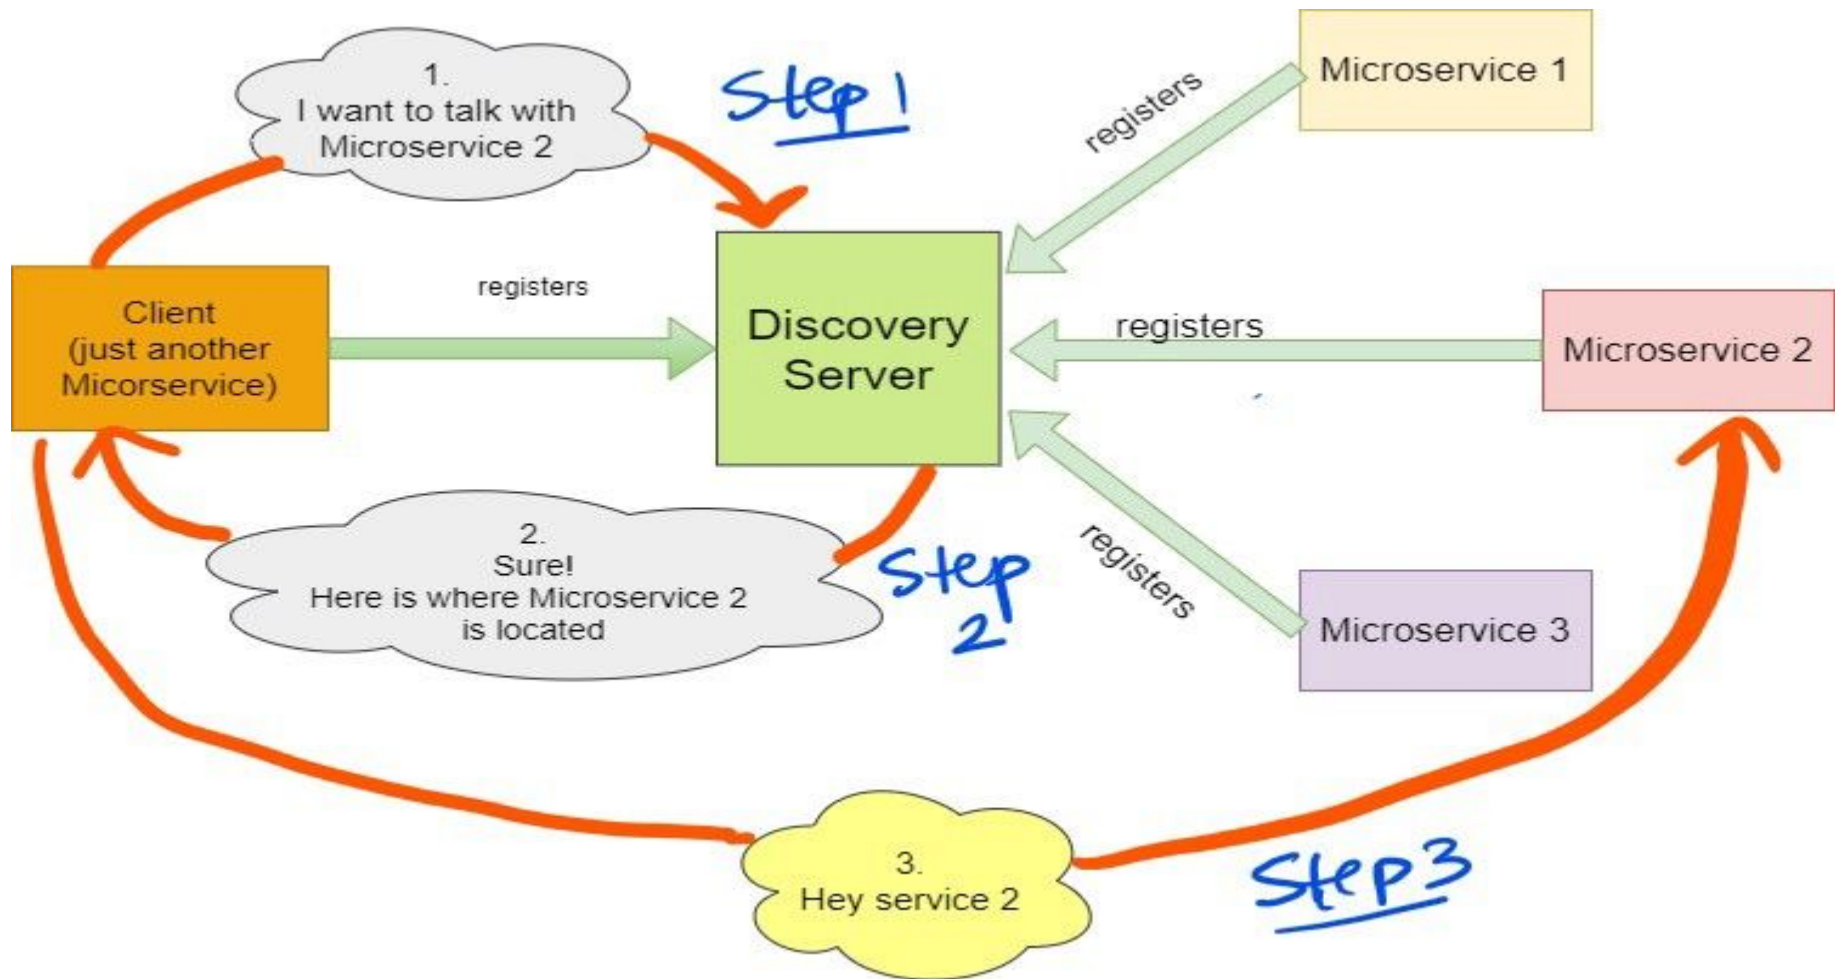 1.
I want to talk with
Microservice 2
Step 1
registers
Microservice 1
Client
(just another
Micorservice)
registers
Discovery
Server
registers
Microservice 2
2.
Sure!
Here is where Microservice 2
is located
Step
2
registers
Microservice 3
3.
Hey service 2
Step 3